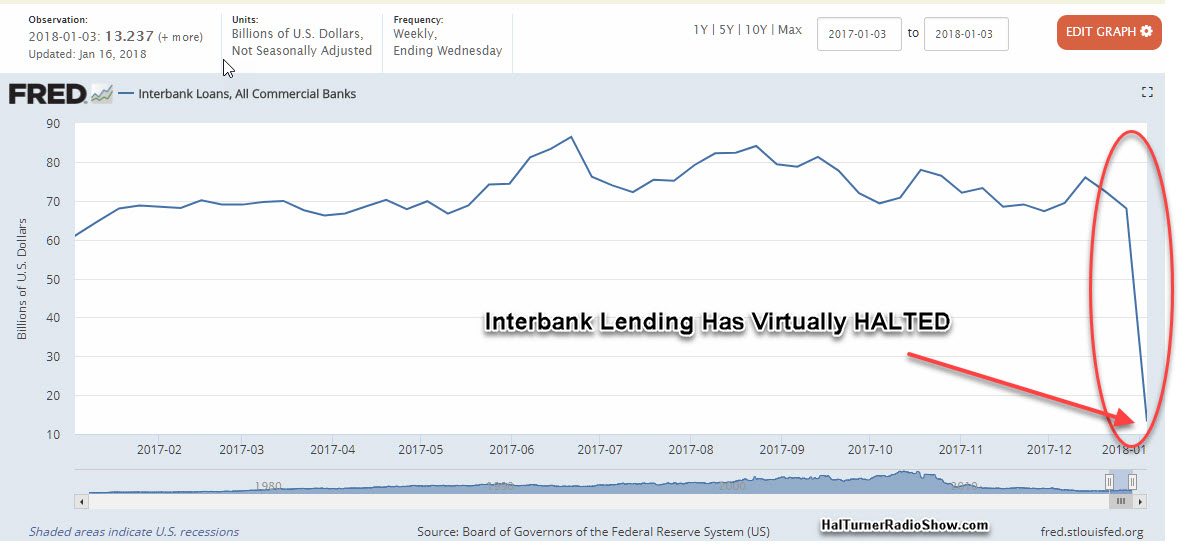 Observation:
2018-01-03: 13.237 (+ more)
Updated: Jan 16, 2018
Units:
Billions of U.S. Dollars,
Not Seasonally Adjusted
Frequency:
Weekly,
Ending Wednesday
1Y | 5Y | 10Y | Max
2017-01-03 to 2018-01-03
EDIT GRAPH
FRED
Interbank Loans, All Commercial Banks
Billions of U.S. Dollars
90
80
70
60
50
40
30
20
10
Interbank Lending Has Virtually HALTED
2017-02 2017-03 2017-04 2017-05 2017-06 2017-07 2017-08 2017-09 2017-10 2017-11 2017-12 2018-01
1980 1990 2000 2010
Shaded areas indicate U.S. recessions
Source: Board of Governors of the Federal Reserve System (US)
HalTurnerRadioShow.com
fred.stlouisfed.org